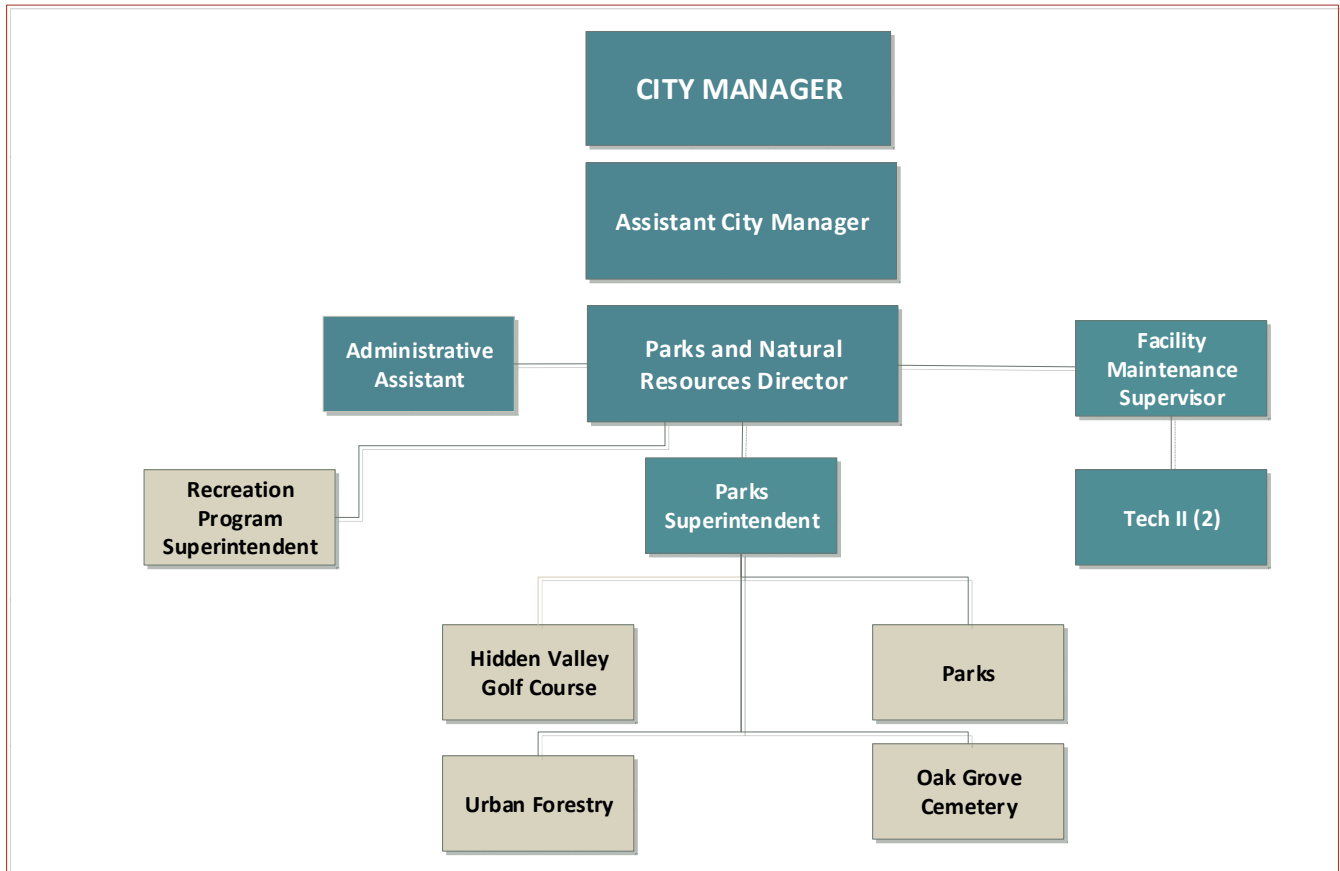 CITY MANAGER
Assistant City Manager
Administrative
Assistant
Parks and Natural
Resources Director
Facility
Maintenance
Supervisor
Recreation
Program
Superintendent
Parks
Superintendent
Tech II (2)
Hidden Valley
Golf Course
Parks
Urban Forestry
Oak Grove
Cemetery